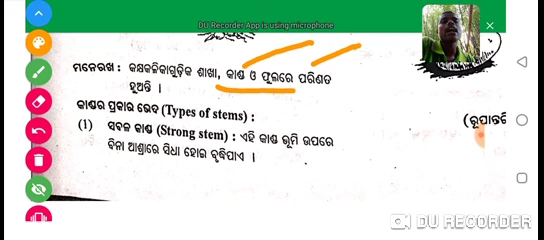 DU Recorder App is using microphone
ମନେରଖ : କକ୍ଷକଳିକାଗୁଡ଼ିକ ଶାଖା, କାଣ୍ଡ ଓ ଫୁଲରେ ପରିଣତ
ହୁଅନ୍ତି ।
କାଣ୍ଡର ପ୍ରକାର ଭେଦ (Types of stems) :
(1) ସବଳ କାଣ୍ଡ (Strong stem) : ଏହି କାଣ୍ଡ ଭୂମି ଉପରେ
ବିନା ଆଶ୍ରାରେ ସିଧା ହୋଇ ବୃଦ୍ଧିପାଏ ।
(ରୂପାନ୍ତରି
DU RECORDER